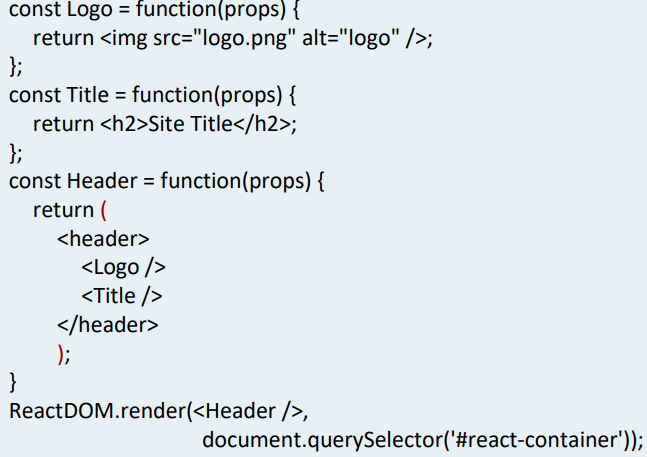 const Logo = function(props) {
return <img src="logo.png" alt="logo" />;
};
const Title = function(props) {
return <h2>Site Title</h2>;
};
const Header = function(props) {
return (
<header>
<Logo />
<Title />
</header>
);
}
ReactDOM.render(<Header />,
document.querySelector('#react-container'));